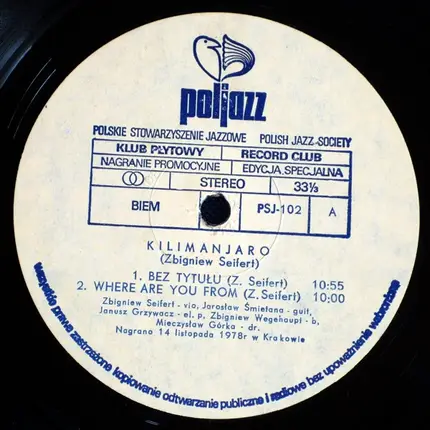 poljazz
POLSKIE STOWARZYSZENIE JAZZOWE POLISH JAZZ SOCIETY
KLUB PŁYTOWY RECORD CLUB
NAGRANIE PROMOCYJNE EDYCJA SPECJALNA
STEREO 33⅓
BIEM PSJ-102 A
KILIMANJARO
(Zbigniew Seifert)
1. BEZ TYTUŁU (Z. Seifert) 10:55
2. WHERE ARE YOU FROM (Z. Seifert) 10:00
Zbigniew Seifert - vio, Jarosław Śmietana - guit,
Janusz Grzywacz - el. p, Zbigniew Wegehaupt - b,
Mieczysław Górka - dr.
Nagrano 14 listopada 1978r w Krakowie
wszystkie prawa zastrzeżone kopiowanie odtwarzanie publiczne i radiowe bez upoważnienia wzbronione